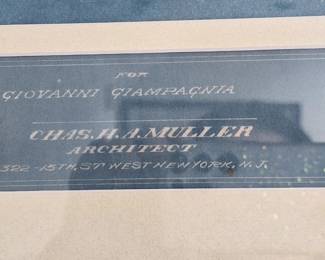 FOR
GIOVANNI GIAMPAGNIA
CHAS. H. A. MULLER
ARCHITECT
322 - 15TH, ST WEST NEW YORK, N. J.